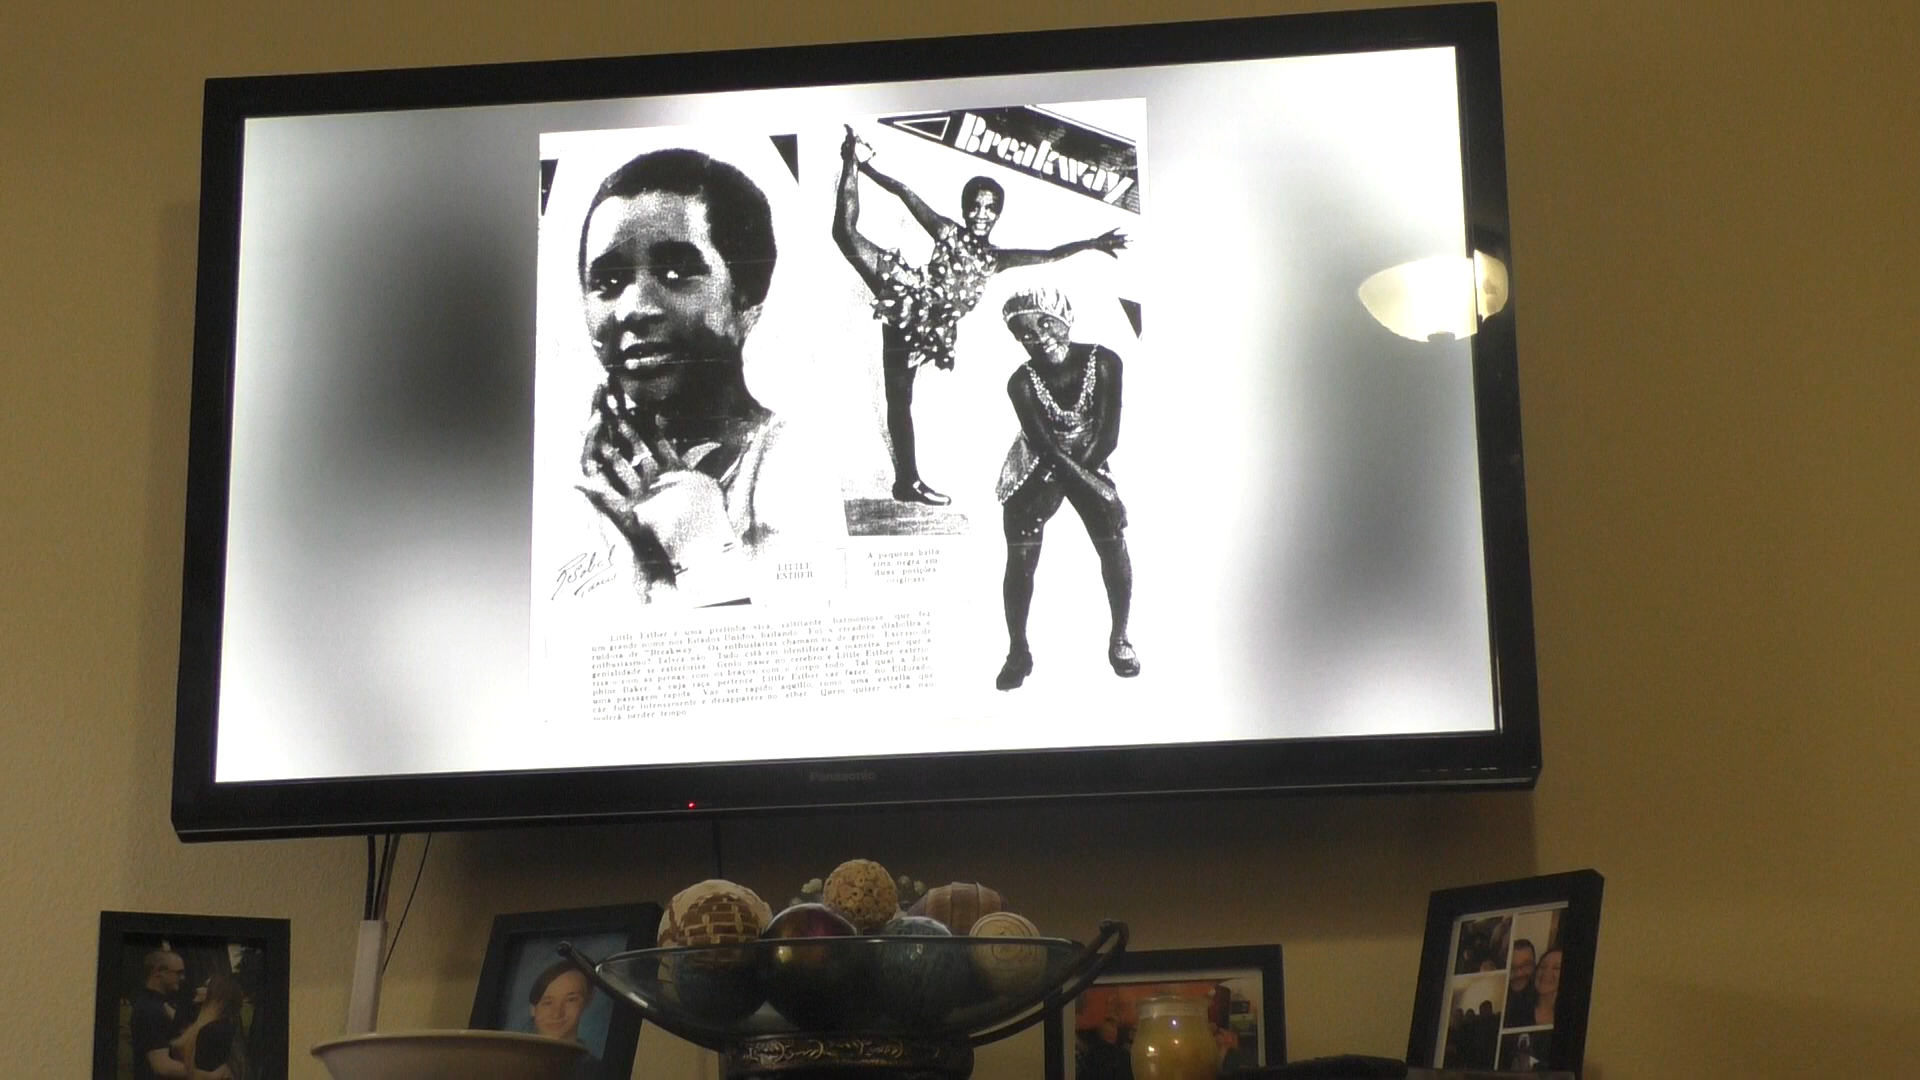 Breakway
LITTLE
ESTHER
A pequena baila
rina negra em
duas posições
originaes
Little Esther é uma pretinha viva, saltitante, harmoniosa que fez
um grande nome nos Estados Unidos, bailando. Foi a creadora diabolica e
ruidosa de "Breakway". Os enthusiastas chamam-na de genio. Excesso de
enthusiasmo? Talvez não. Tudo está em identificar a maneira por que a
genialidade se exterioriza. Genio nasce no cerebro e Little Esther exterio-
risa-o com as pernas, com os braços, com o corpo todo. Tal qual a Jose-
phine Baker, a cuja raça pertence. Little Esther vae fazer, no Eldorado,
uma passagem rapida. Vae ser rapido aquillo, como uma estrella que
cáe, fulge intensamente e desapparece no ether. Quem quizer vel-a não
poderá perder tempo.
Panasonic